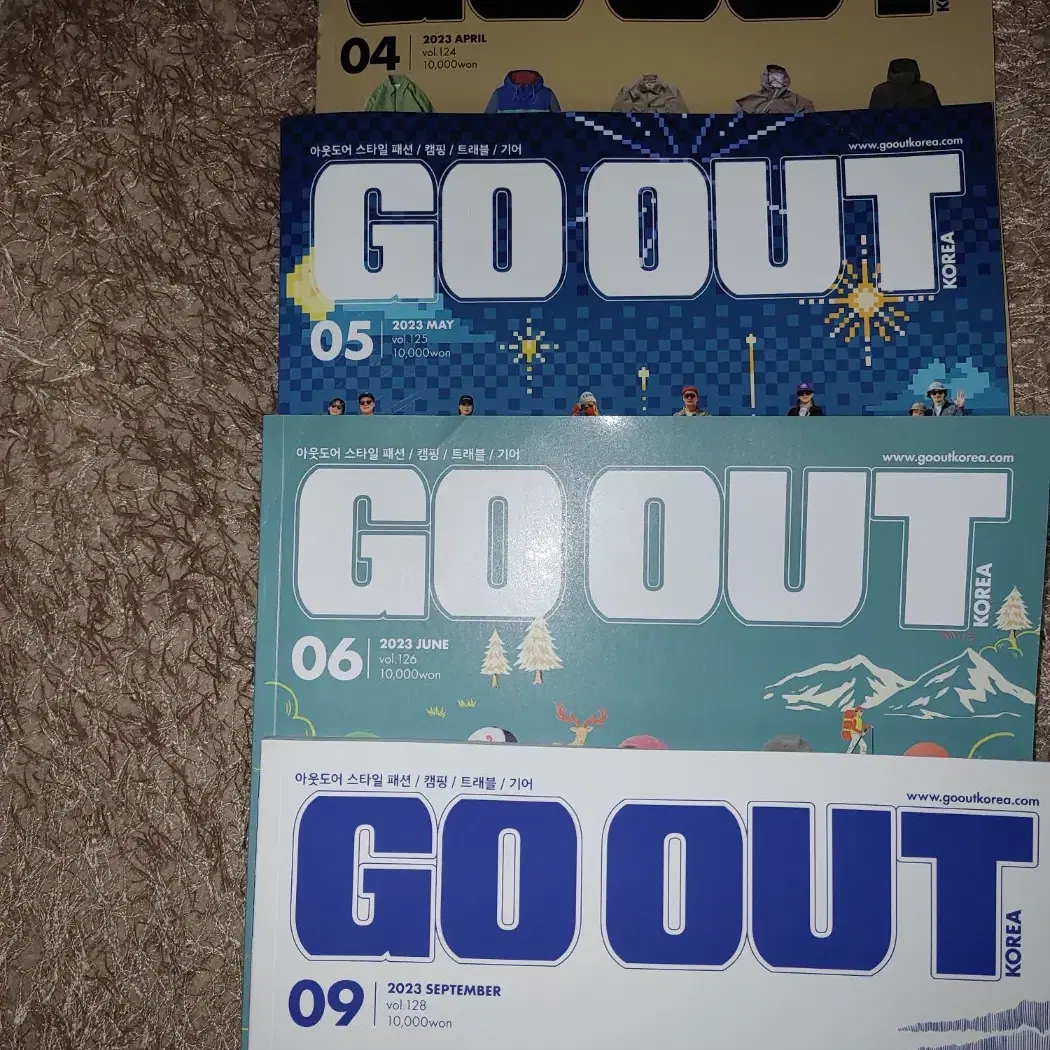 GO OUT
04
2023 APRIL
vol.124
10,000won
아웃도어 스타일 패션 / 캠핑 / 트래블 / 기어
www.gooutkorea.com
GO OUT
KOREA
05
2023 MAY
vol.125
10,000won
아웃도어 스타일 패션 / 캠핑 / 트래블 / 기어
www.gooutkorea.com
GO OUT
KOREA
06
2023 JUNE
vol.126
10,000won
아웃도어 스타일 패션 / 캠핑 / 트래블 / 기어
www.gooutkorea.com
GO OUT
KOREA
09
2023 SEPTEMBER
vol.128
10,000won